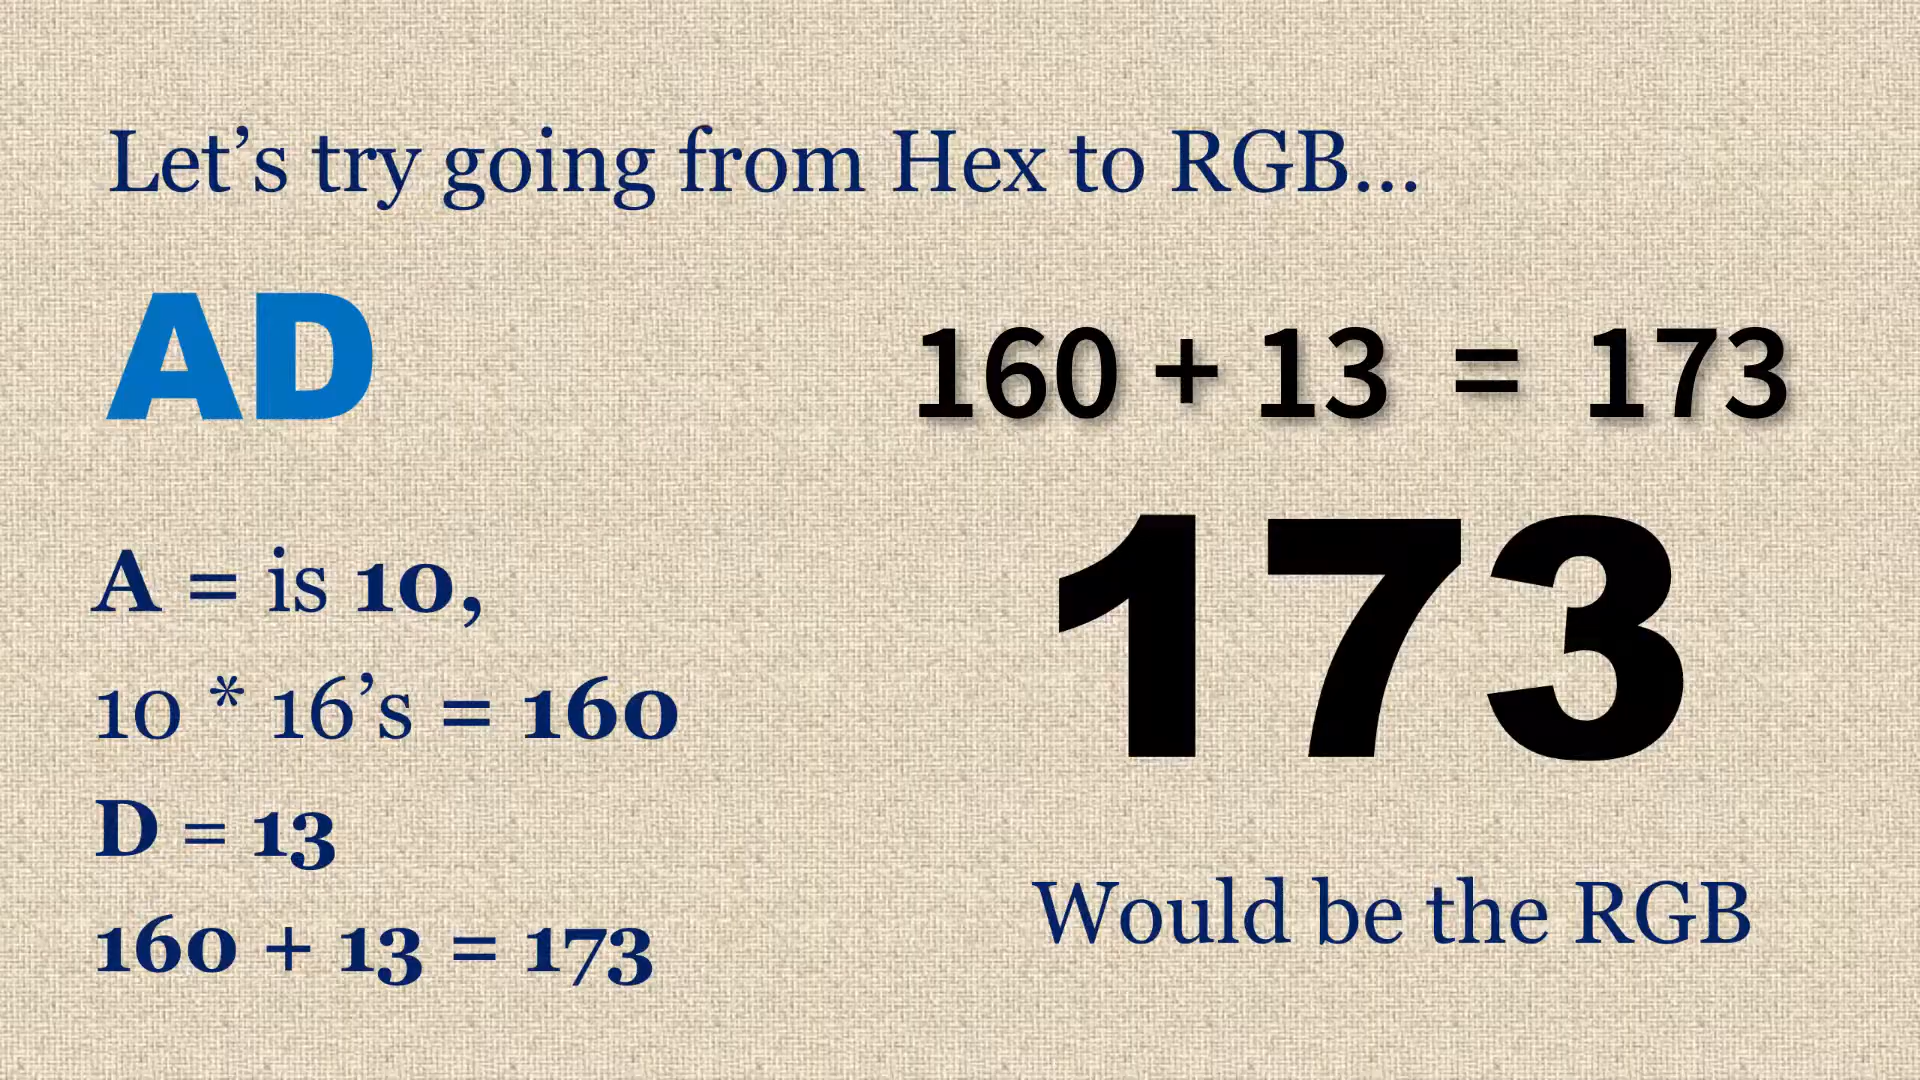 Let’s try going from Hex to RGB...
AD
160 + 13 = 173
173
A = is 10,
10 * 16’s = 160
D = 13
160 + 13 = 173
Would be the RGB